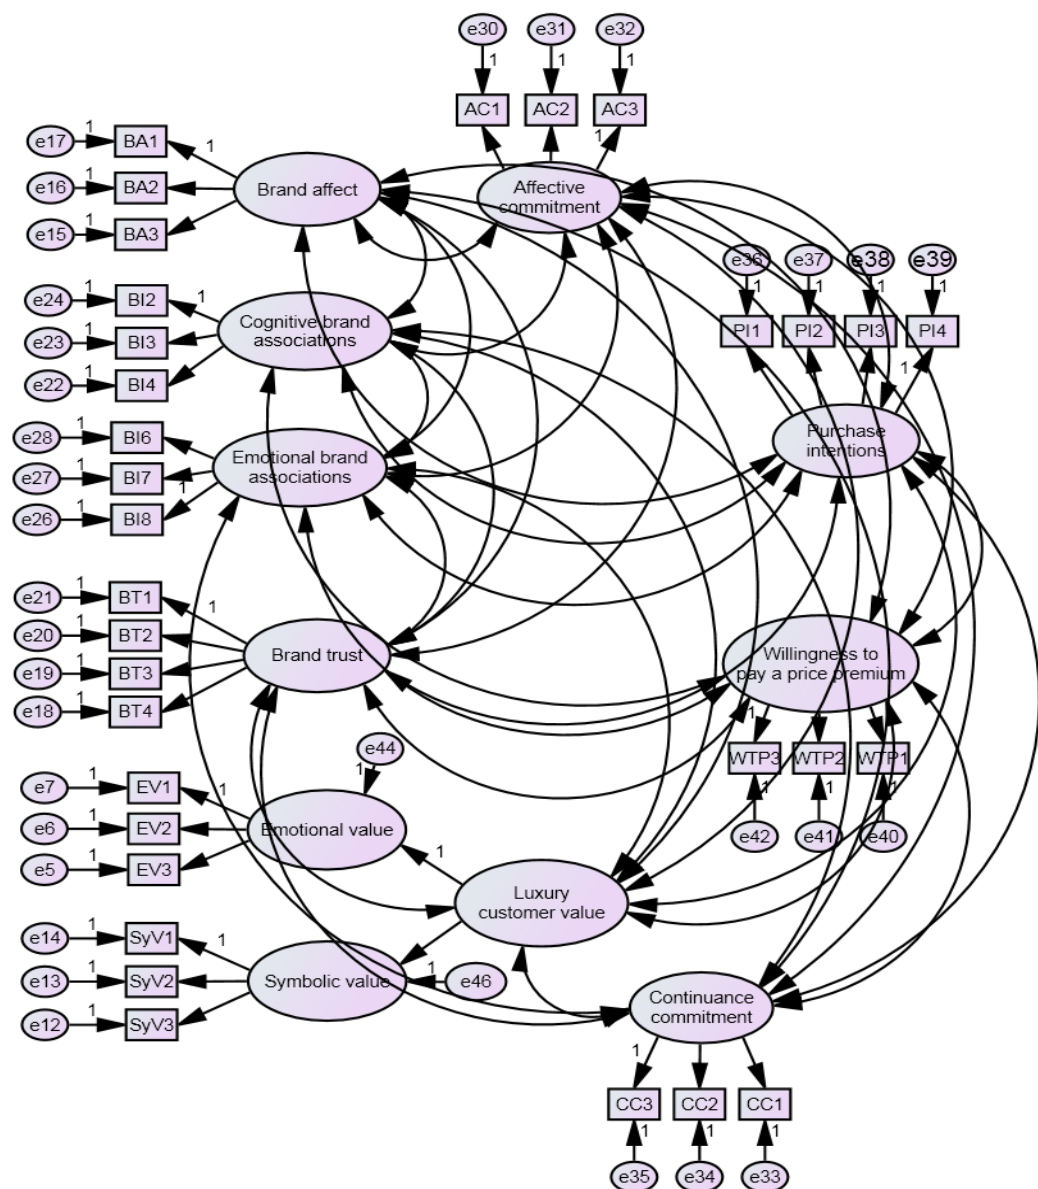 e30
e31
e32
1
1
1
AC1
AC2
AC3
1
e17
1
BA1
1
e16
1
BA2
e15
1
BA3
Brand affect
Affective
commitment
e36
e37
e38
e39
1
1
1
1
PI1
PI2
PI3
PI4
1
e24
1
BI2
1
e23
1
BI3
e22
1
BI4
Cognitive brand
associations
Purchase
intentions
e28
1
BI6
e27
1
BI7
e26
1
BI8
1
Emotional brand
associations
e21
1
BT1
1
e20
1
BT2
e19
1
BT3
e18
1
BT4
Brand trust
Willingness to
pay a price premium
1
WTP3
WTP2
WTP1
1
1
1
e42
e41
e40
e44
1
e7
1
EV1
1
e6
1
EV2
e5
1
EV3
Emotional value
1
Luxury
customer value
e14
1
SyV1
1
e13
1
SyV2
e12
1
SyV3
Symbolic value
1
e46
Continuance
commitment
1
CC3
CC2
CC1
1
1
1
e35
e34
e33